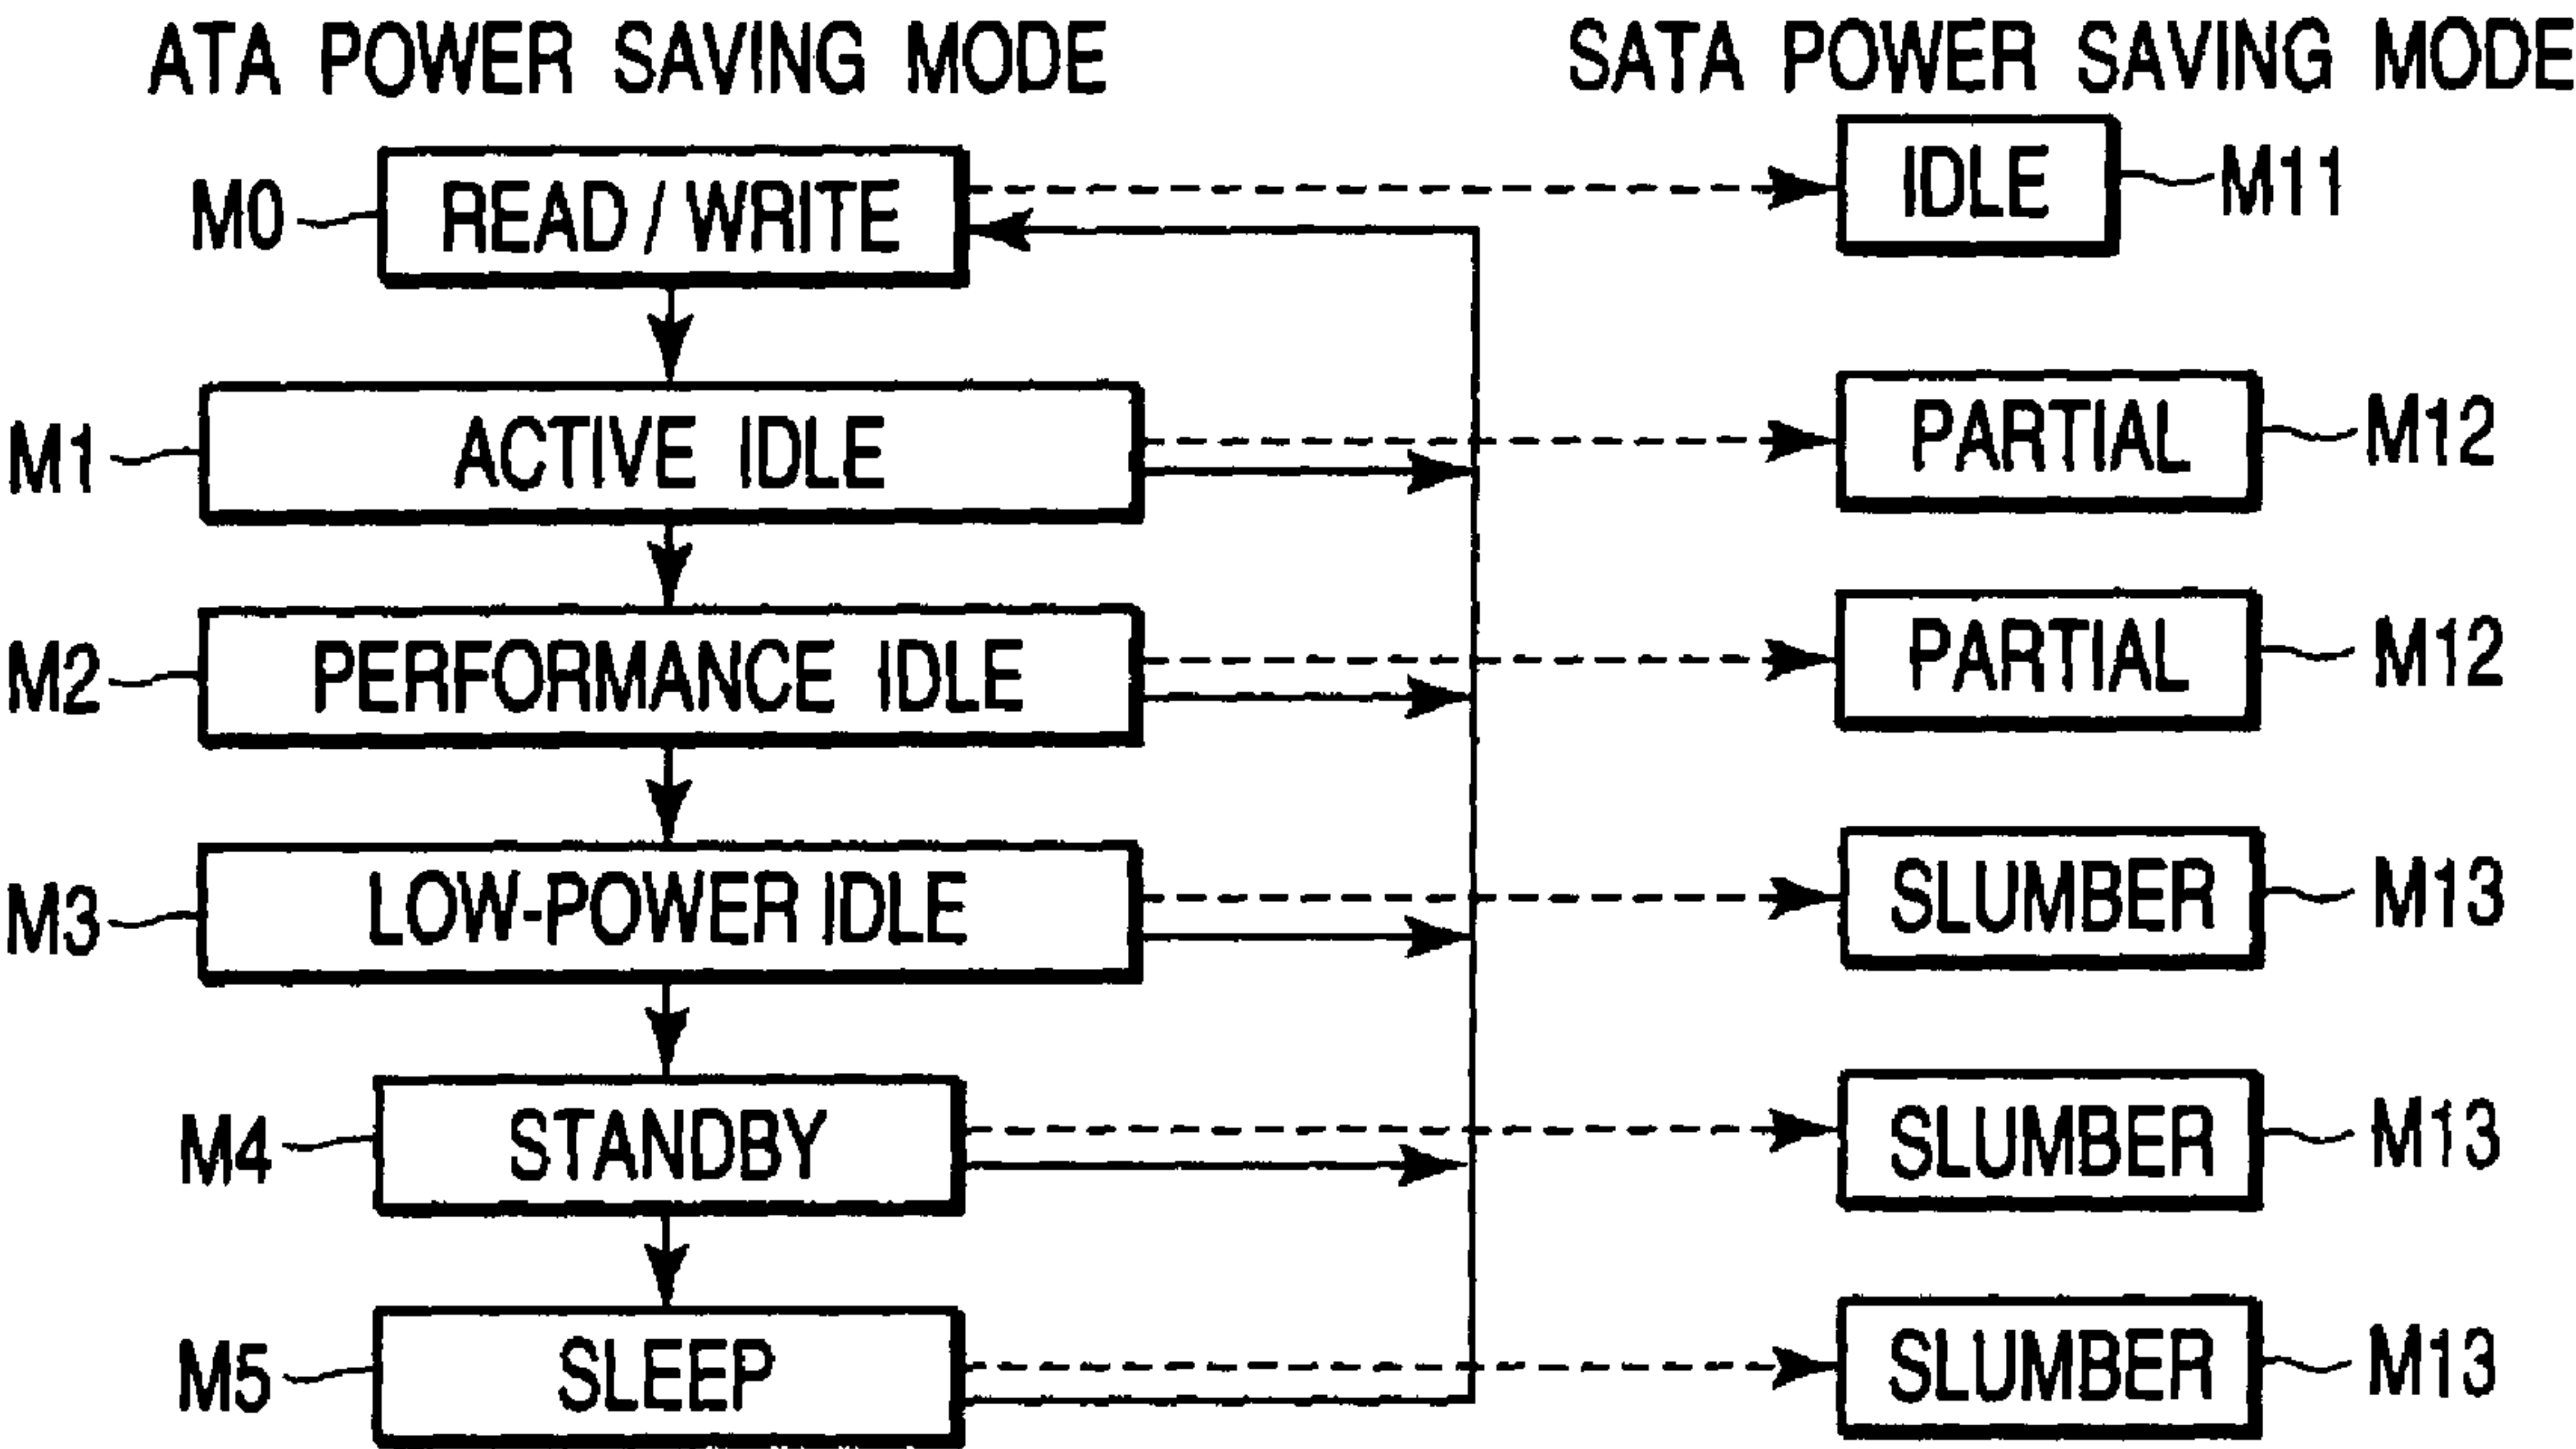 ATA POWER SAVING MODE
SATA POWER SAVING MODE
M0 READ / WRITE
IDLE M11
M1 ACTIVE IDLE
PARTIAL M12
M2 PERFORMANCE IDLE
PARTIAL M12
M3 LOW-POWER IDLE
SLUMBER M13
M4 STANDBY
SLUMBER M13
M5 SLEEP
SLUMBER M13